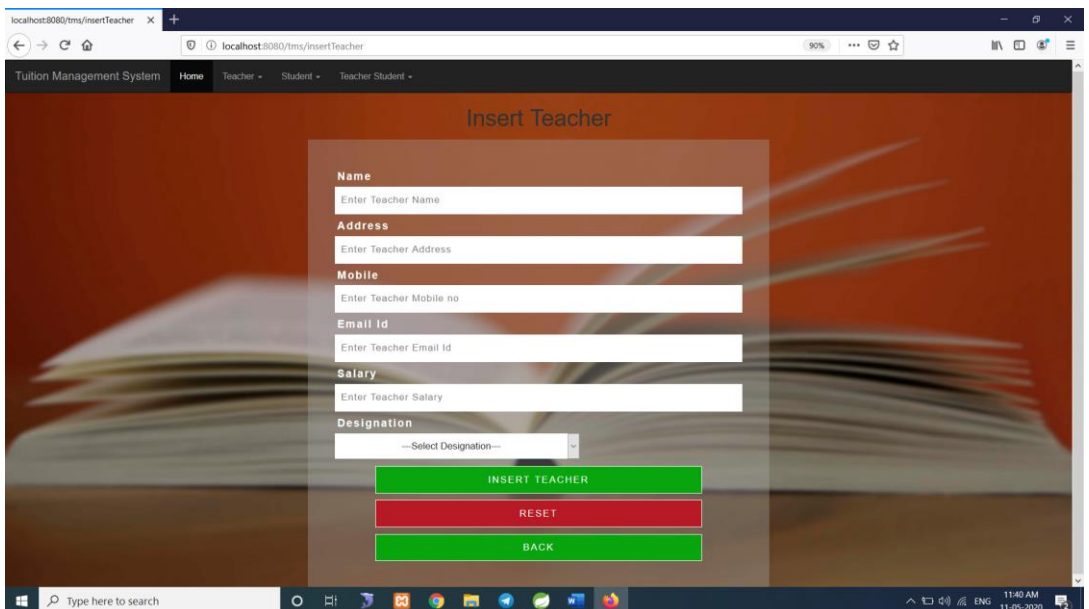 localhost:8080/tms/insertTeacher
localhost:8080/tms/insertTeacher 90%
Tuition Management System Home Teacher Student Teacher Student
Insert Teacher
Name
Enter Teacher Name
Address
Enter Teacher Address
Mobile
Enter Teacher Mobile no
Email Id
Enter Teacher Email Id
Salary
Enter Teacher Salary
Designation
---Select Designation---
INSERT TEACHER
RESET
BACK
Type here to search ENG 11:40 AM
11-05-2020